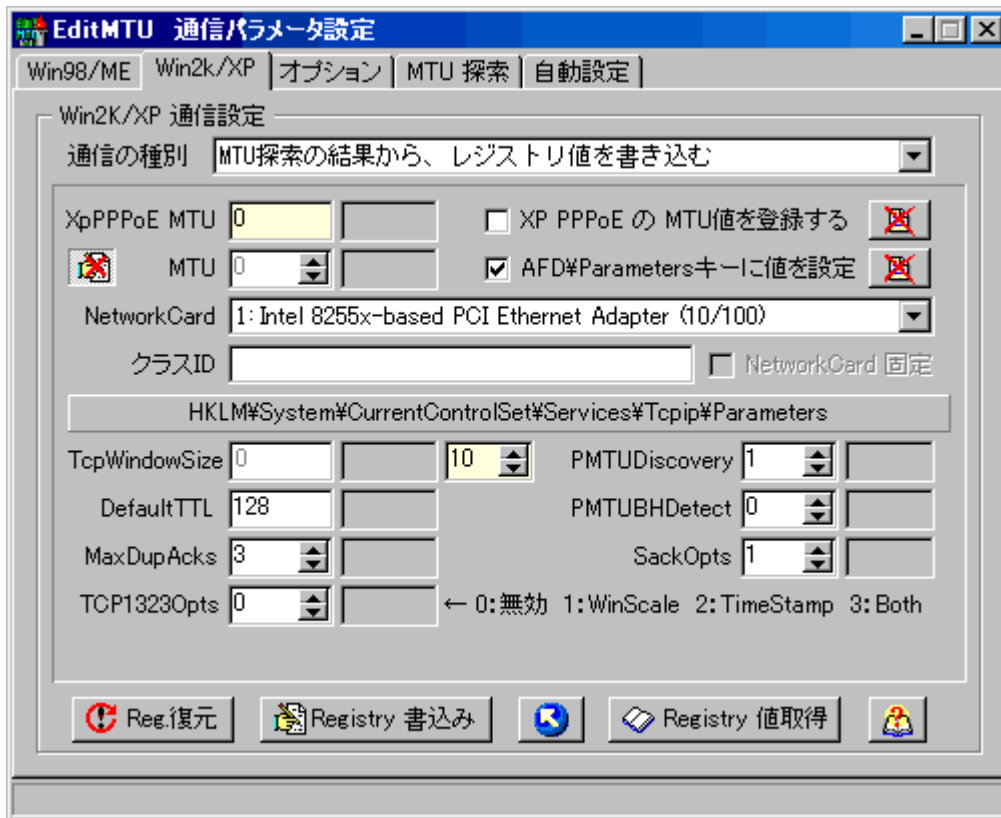 EditMTU 通信パラメータ設定
Win98/ME Win2k/XP オプション MTU 探索 自動設定
Win2K/XP 通信設定
通信の種別 MTU探索の結果から、レジストリ値を書き込む
XpPPPoE MTU 0 XP PPPoE の MTU値を登録する
MTU 0 AFD¥Parametersキーに値を設定
NetworkCard 1: Intel 8255x-based PCI Ethernet Adapter (10/100)
クラスID NetworkCard 固定
HKLM¥System¥CurrentControlSet¥Services¥Tcpip¥Parameters
TcpWindowSize 0 10 PMTUDiscovery 1
DefaultTTL 128 PMTUBHDetect 0
MaxDupAcks 3 SackOpts 1
TCP1323Opts 0 ← 0:無効 1:WinScale 2:TimeStamp 3:Both
Reg.復元 Registry 書込み Registry 値取得